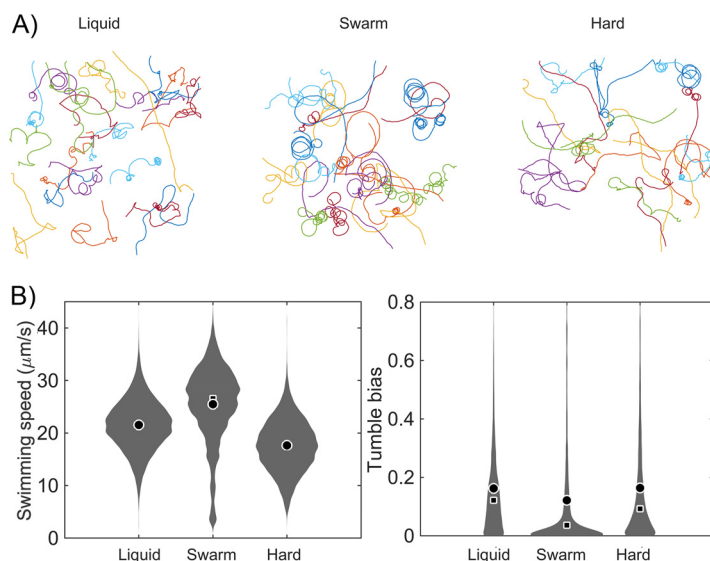 A)
Liquid
Swarm
Hard
B)
Swimming speed (μm/s)
40
30
20
10
0
Liquid
Swarm
Hard
Tumble bias
0.8
0.6
0.4
0.2
0
Liquid
Swarm
Hard